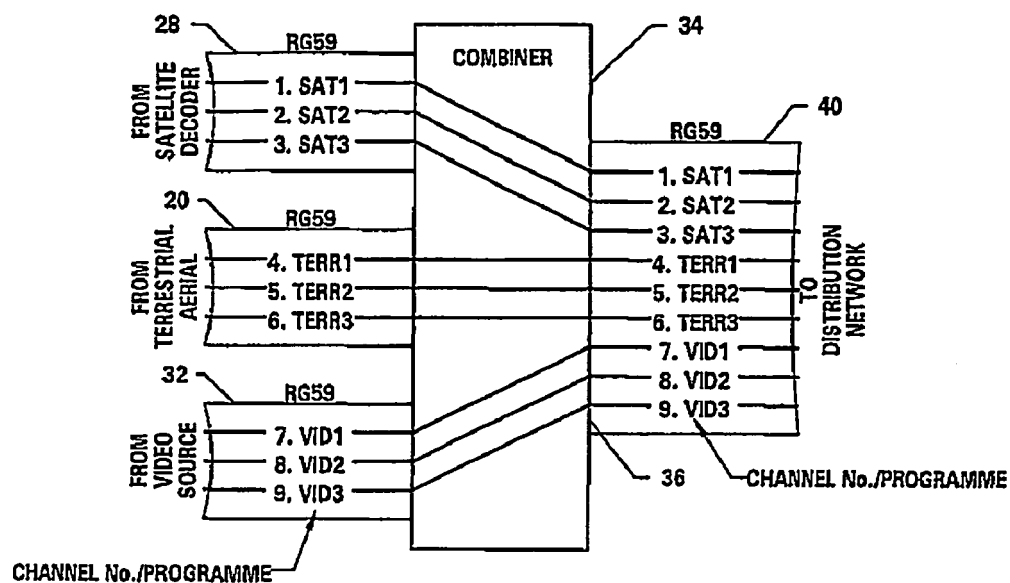 28
RG59
FROM
SATELLITE
DECODER
1. SAT1
2. SAT2
3. SAT3
20
RG59
FROM
TERRESTRIAL
AERIAL
4. TERR1
5. TERR2
6. TERR3
32
RG59
FROM
VIDEO
SOURCE
7. VID1
8. VID2
9. VID3
CHANNEL No./PROGRAMME
COMBINER
34
36
40
RG59
1. SAT1
2. SAT2
3. SAT3
4. TERR1
5. TERR2
6. TERR3
7. VID1
8. VID2
9. VID3
TO
DISTRIBUTION
NETWORK
CHANNEL No./PROGRAMME